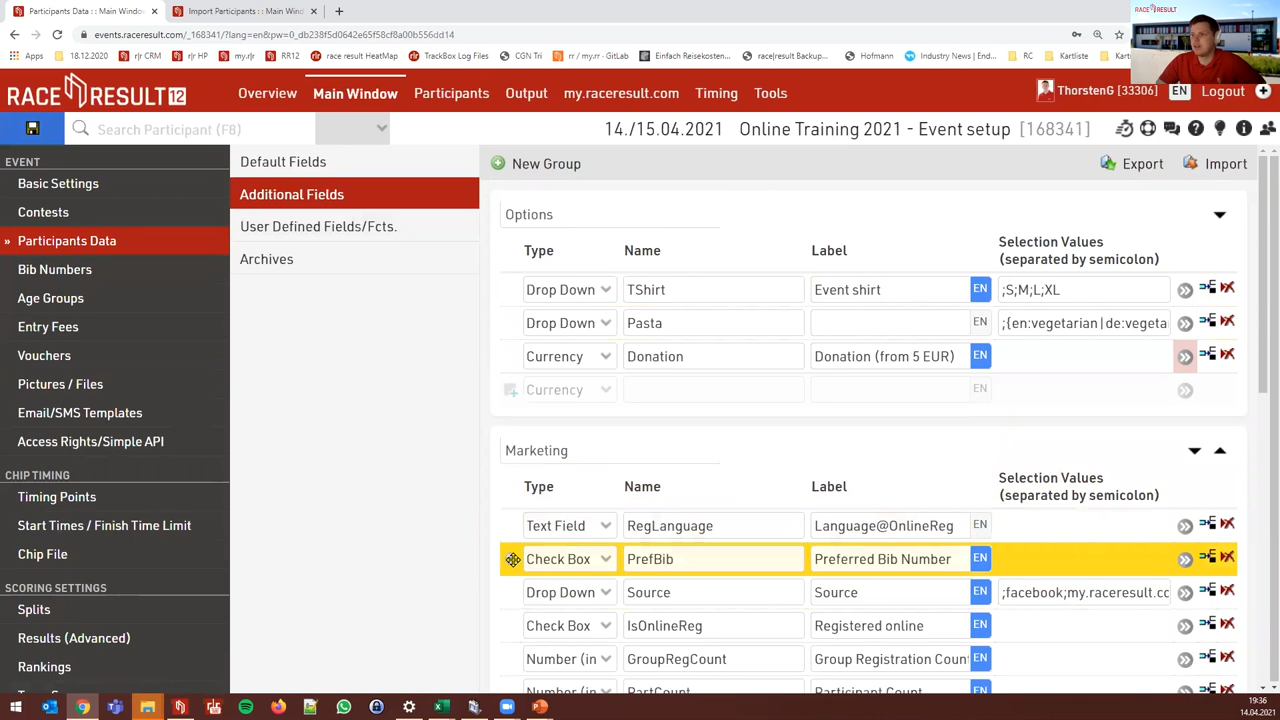 Participants Data : : Main Window
Import Participants : : Main Wind
events.raceresult.com/_168341/?lang=en&pw=0_db238f5d0642e65f58cf8a00b556dd14
Apps
18.12.2020
r|r CRM
r|r HP
my.r|r
RR12
race result HeatMap
TrackBox Log Files
CGN Tri
rr / my.rr · GitLab
Einfach Reisekosten...
race|result Backup...
Hofmann
Industry News | End...
RC
Kartliste
RACE RESULT 12
Overview
Main Window
Participants
Output
my.raceresult.com
Timing
Tools
ThorstenG [33306]
EN
Logout
Search Participant (F8)
14./15.04.2021
Online Training 2021 - Event setup [168341]
EVENT
Basic Settings
Contests
» Participants Data
Bib Numbers
Age Groups
Entry Fees
Vouchers
Pictures / Files
Email/SMS Templates
Access Rights/Simple API
CHIP TIMING
Timing Points
Start Times / Finish Time Limit
Chip File
SCORING SETTINGS
Splits
Results (Advanced)
Rankings
Default Fields
Additional Fields
User Defined Fields/Fcts.
Archives
New Group
Export
Import
Options
Type
Name
Label
Selection Values
(separated by semicolon)
Drop Down
TShirt
Event shirt
EN
;S;M;L;XL
Drop Down
Pasta
EN
;{en:vegetarian|de:vegeta
Currency
Donation
Donation (from 5 EUR)
EN
Currency
EN
Marketing
Type
Name
Label
Selection Values
(separated by semicolon)
Text Field
RegLanguage
Language@OnlineReg
EN
Check Box
PrefBib
Preferred Bib Number
EN
Drop Down
Source
Source
EN
;facebook;my.raceresult.cc
Check Box
IsOnlineReg
Registered online
EN
Number (in
GroupRegCount
Group Registration Coun
EN
Number (in
PartCount
Participant Count
19:36
14.04.2021